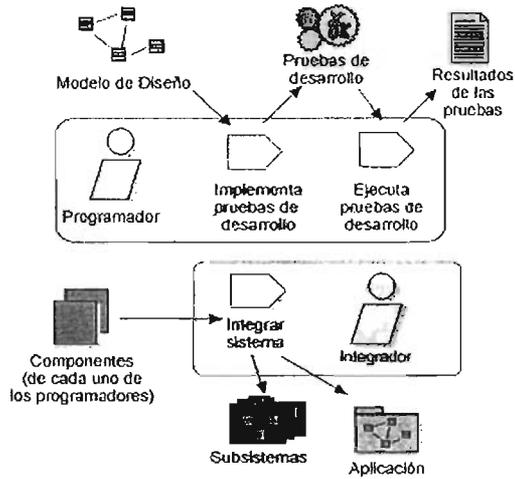 OK
Modelo de Diseño
Pruebas de
desarrollo
Resultados
de las
pruebas
Programador
Implementa
pruebas de
desarrollo
Ejecuta
pruebas de
desarrollo
Integrar
sistema
Integrador
Componentes
(de cada uno de
los programadores)
Subsistemas
Aplicación